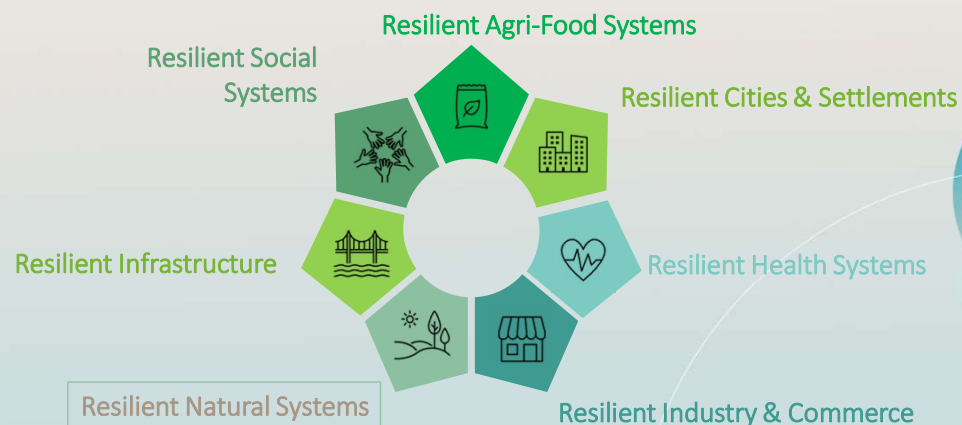 Resilient Agri-Food Systems
Resilient Social
Systems
Resilient Cities & Settlements
Resilient Infrastructure
Resilient Health Systems
Resilient Natural Systems
Resilient Industry & Commerce